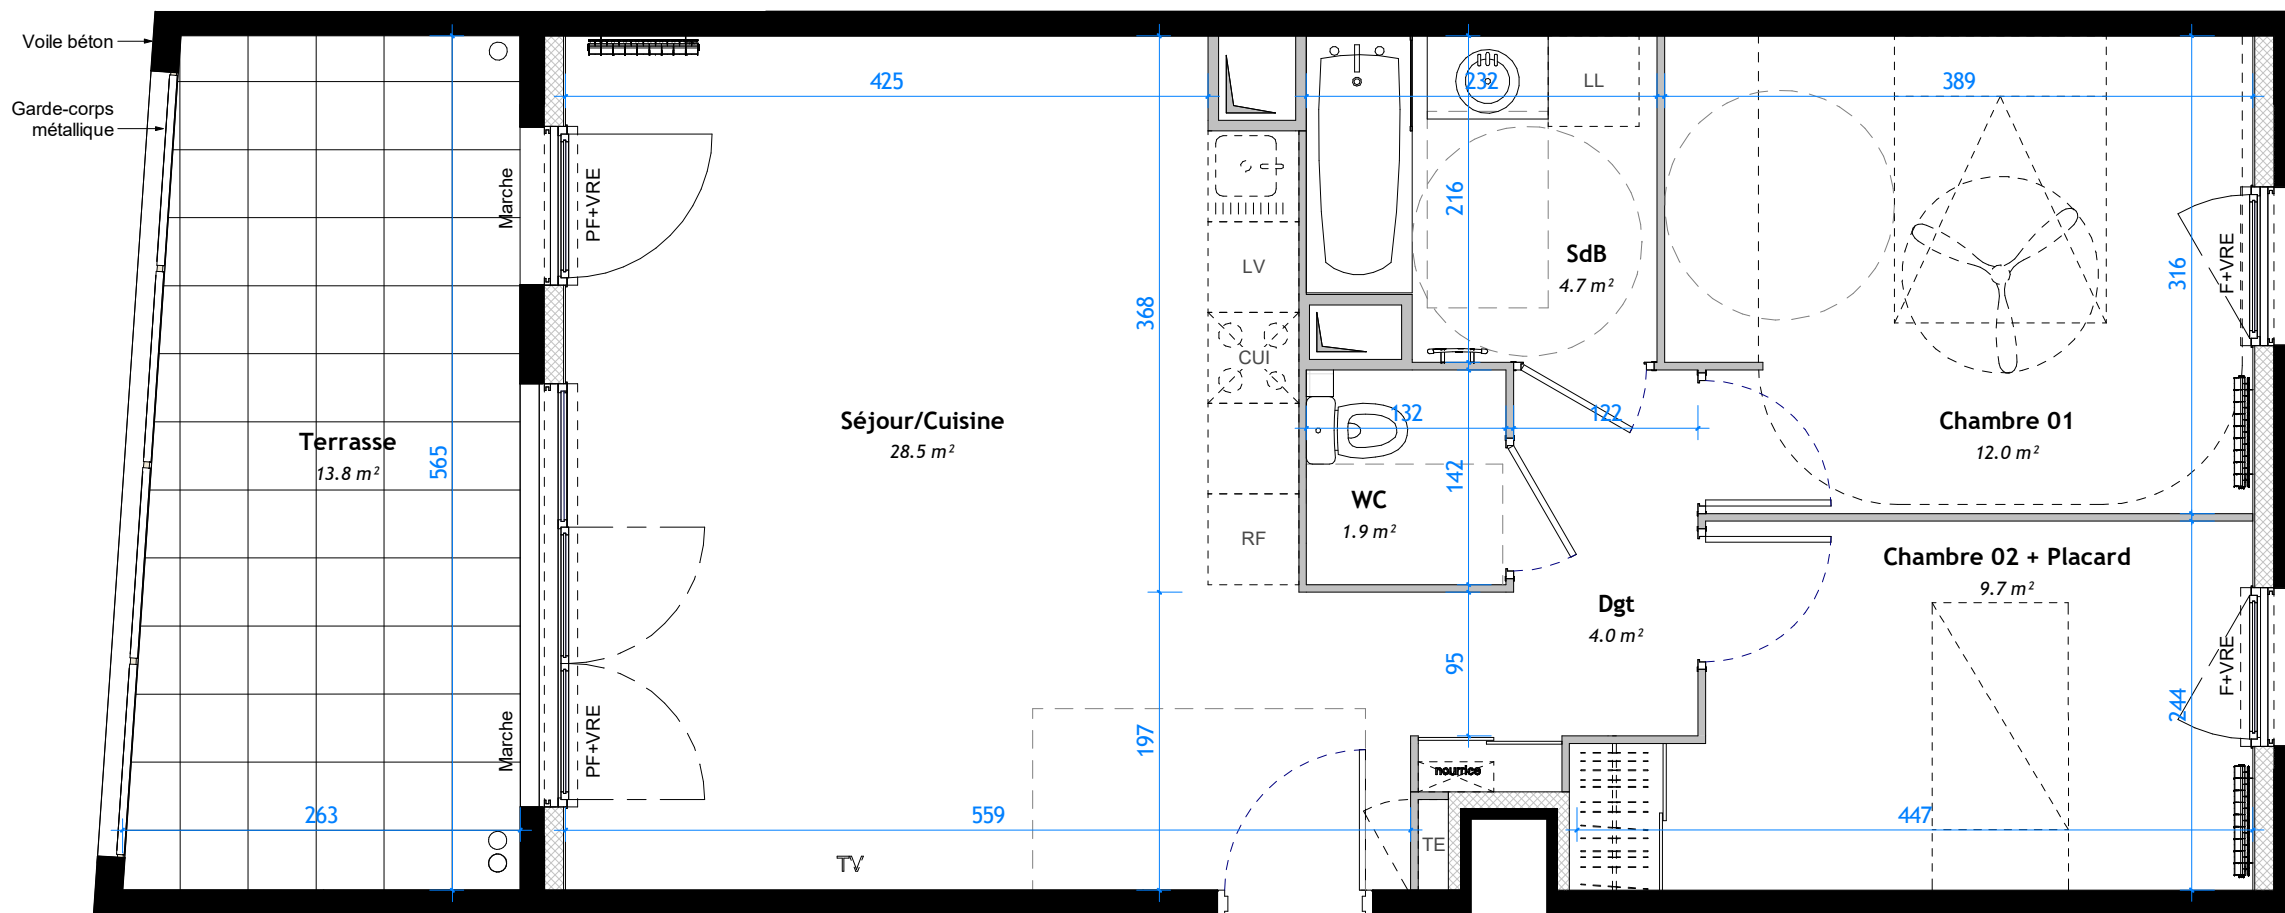 Voile béton
Garde-corps
métallique
Terrasse
13.8 m²
565
263
Marche
PF+VRE
Marche
PF+VRE
425
Séjour/Cuisine
28.5 m²
368
197
559
TV
LV
CUI
RF
232
LL
216
SdB
4.7 m²
132
122
142
WC
1.9 m²
95
Dgt
4.0 m²
nourrice
TE
389
316
F+VRE
Chambre 01
12.0 m²
Chambre 02 + Placard
9.7 m²
F+VRE
244
447